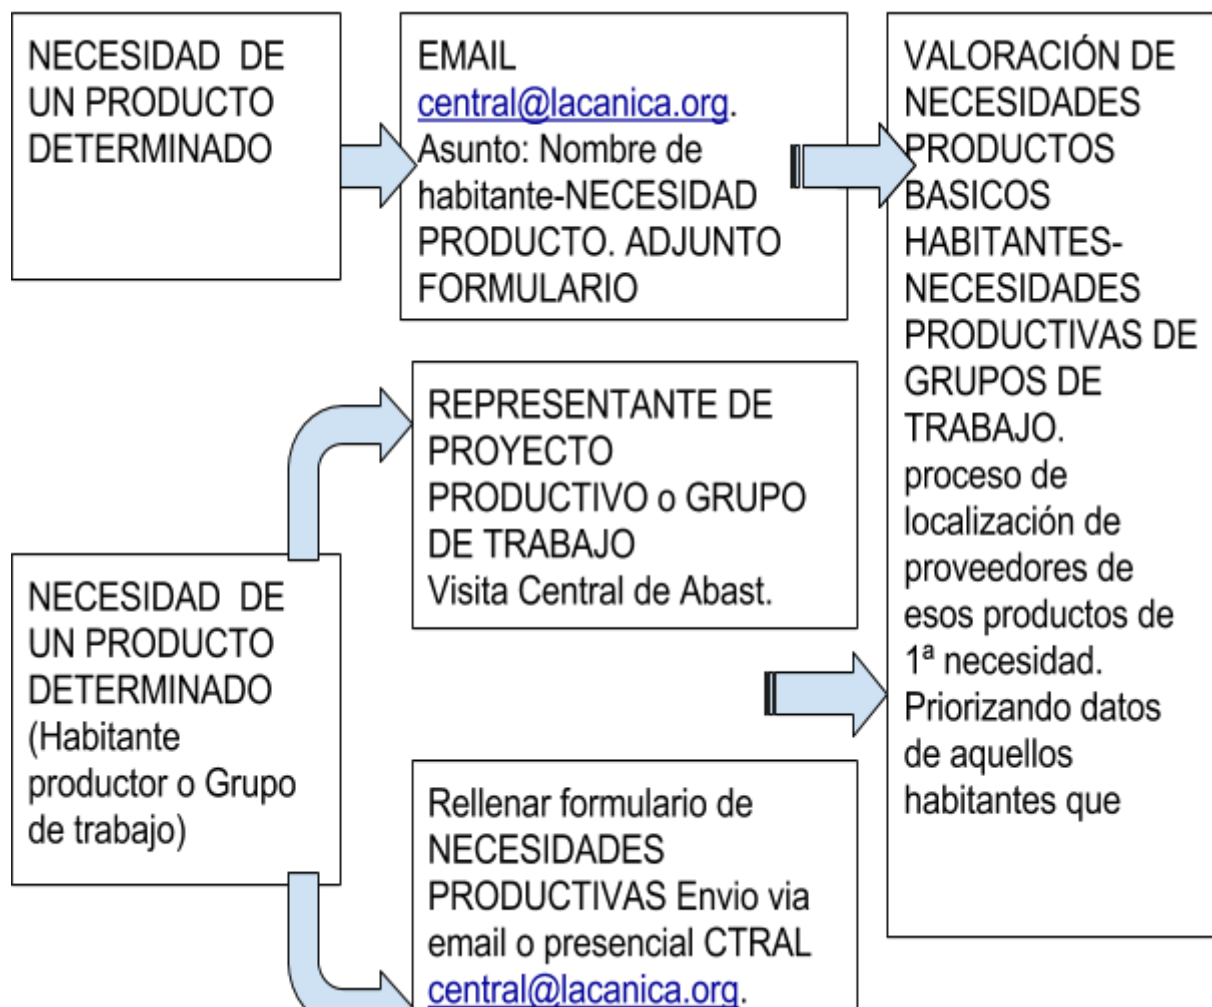 NECESIDAD DE
UN PRODUCTO
DETERMINADO
EMAIL
central@lacanica.org.
Asunto: Nombre de
habitante-NECESIDAD
PRODUCTO. ADJUNTO
FORMULARIO
VALORACIÓN DE
NECESIDADES
PRODUCTOS
BASICOS
HABITANTES-
NECESIDADES
PRODUCTIVAS DE
GRUPOS DE
TRABAJO.
proceso de
localización de
proveedores de
esos productos de
1ª necesidad.
Priorizando datos
de aquellos
habitantes que
REPRESENTANTE DE
PROYECTO
PRODUCTIVO o GRUPO
DE TRABAJO
Visita Central de Abast.
NECESIDAD DE
UN PRODUCTO
DETERMINADO
(Habitante
productor o Grupo
de trabajo)
Rellenar formulario de
NECESIDADES
PRODUCTIVAS Envio via
email o presencial CTRAL
central@lacanica.org.